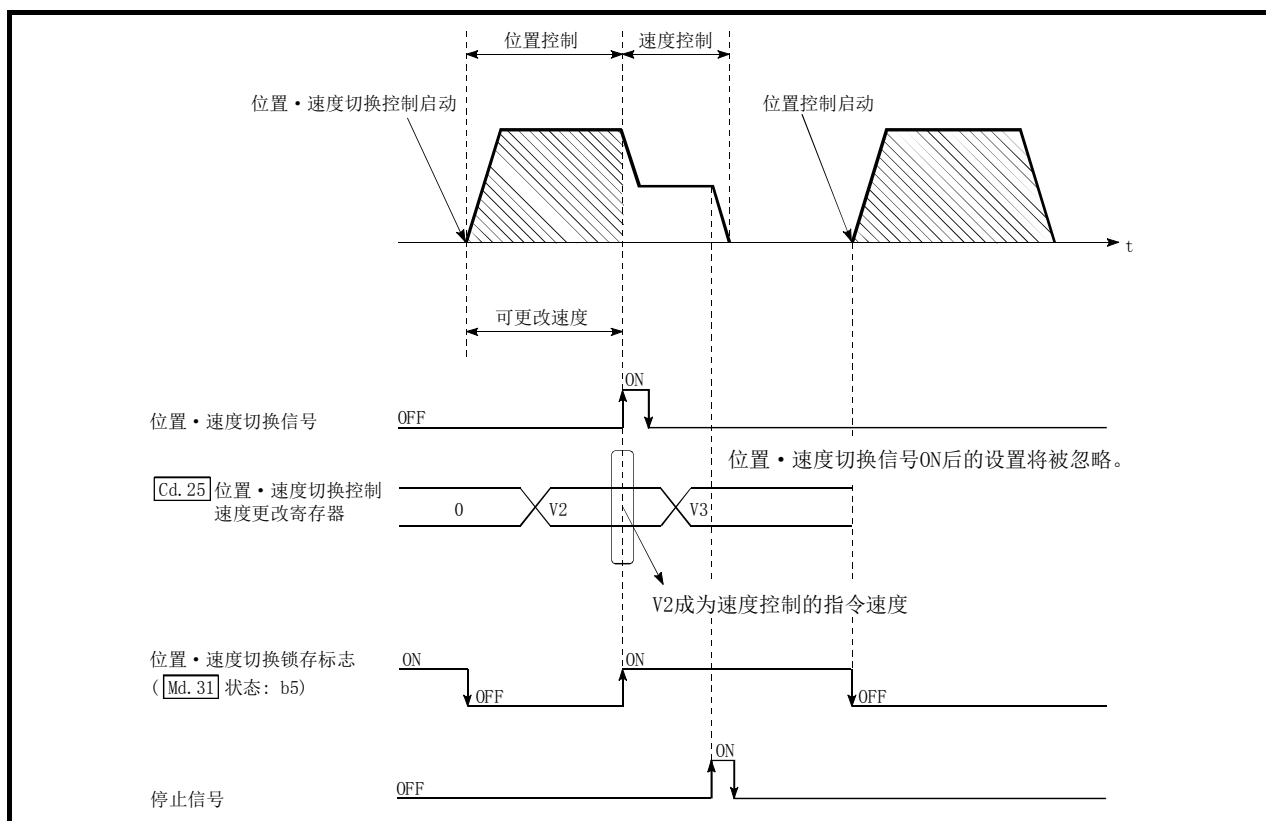 位置控制
速度控制
位置・速度切换控制启动
位置控制启动
t
可更改速度
ON
位置・速度切换信号
OFF
位置・速度切换信号ON后的设置将被忽略。
Cd.25 位置・速度切换控制
速度更改寄存器
0
V2
V3
V2成为速度控制的指令速度
位置・速度切换锁存标志
ON
ON
(Md.31 状态: b5)
OFF
OFF
ON
停止信号
OFF